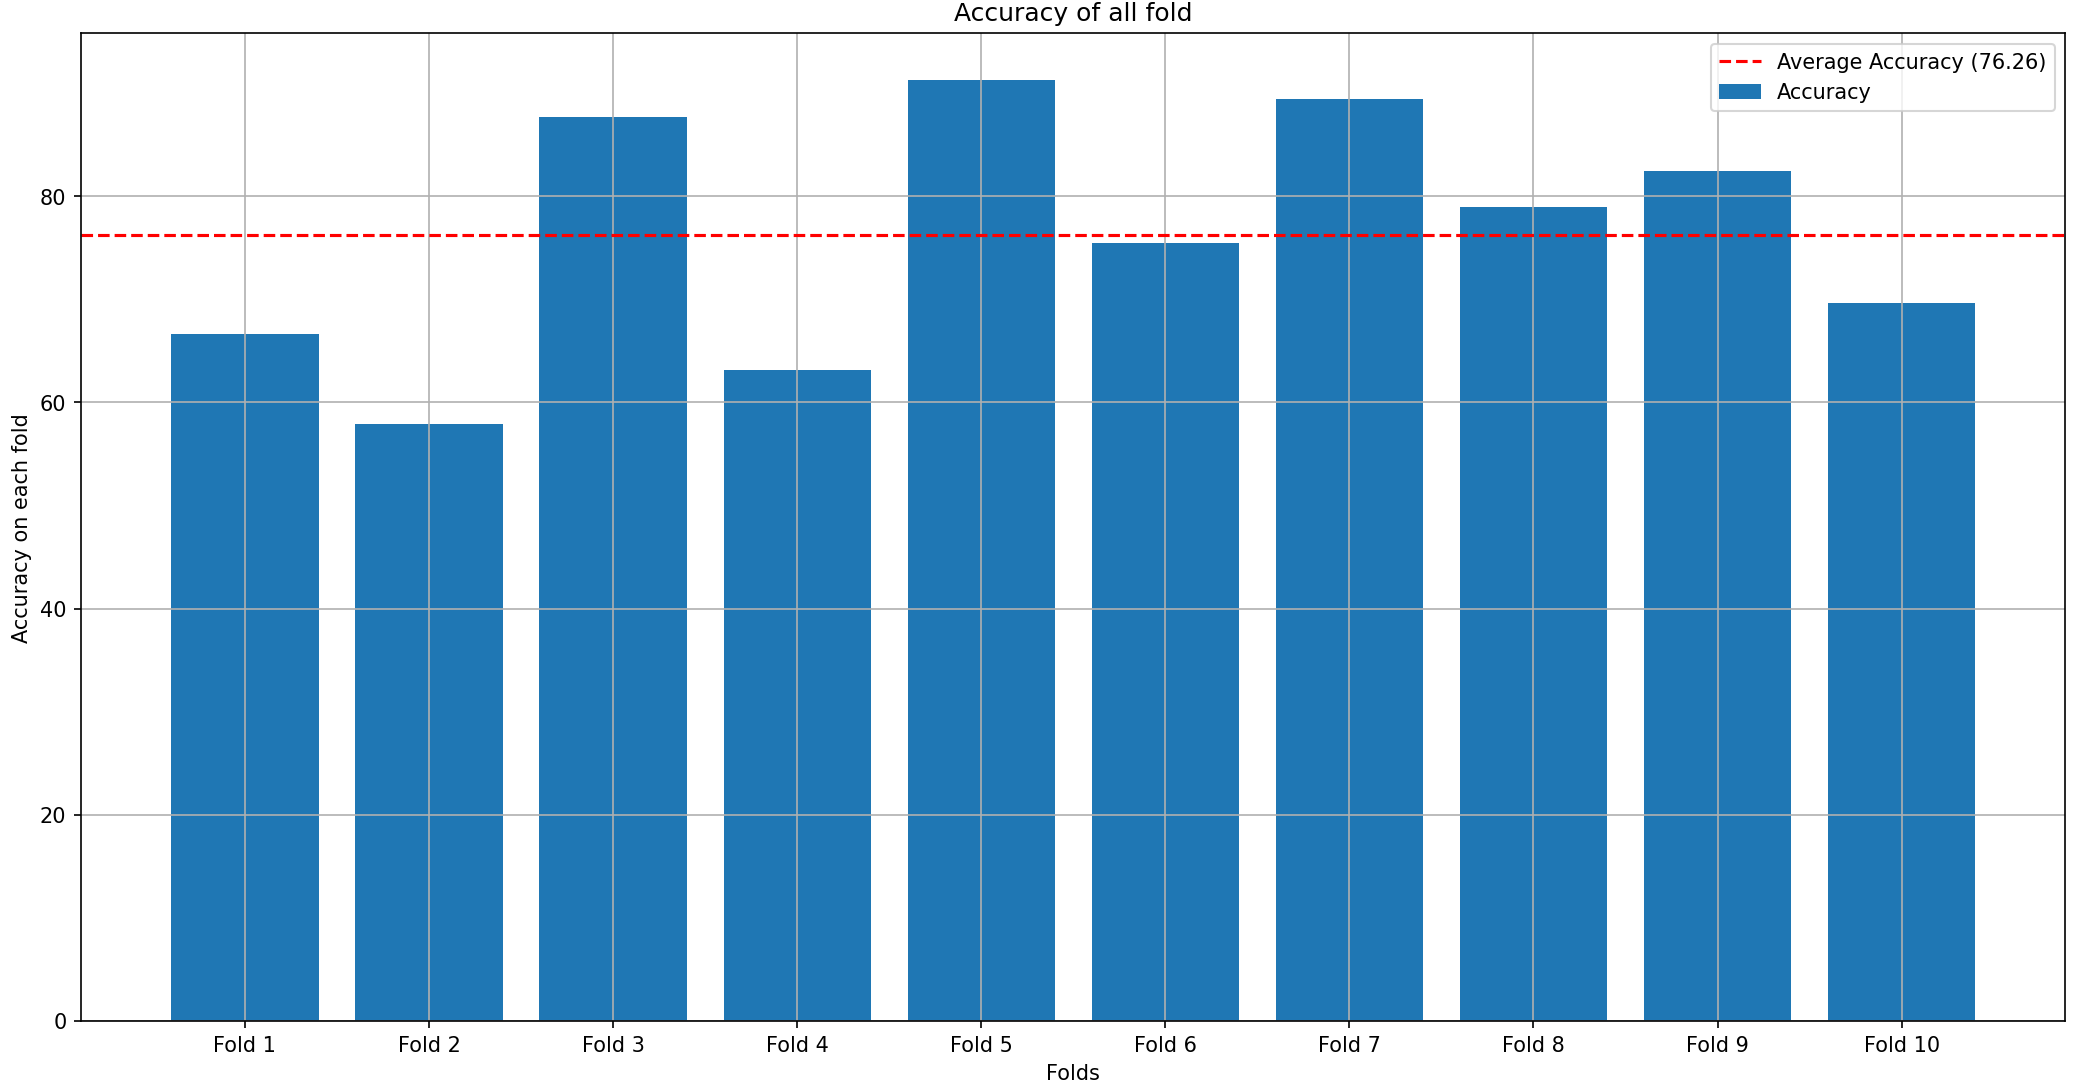 Accuracy of all fold
Average Accuracy (76.26)
Accuracy
Accuracy on each fold
80
60
40
20
0
Fold 1 Fold 2 Fold 3 Fold 4 Fold 5 Fold 6 Fold 7 Fold 8 Fold 9 Fold 10
Folds